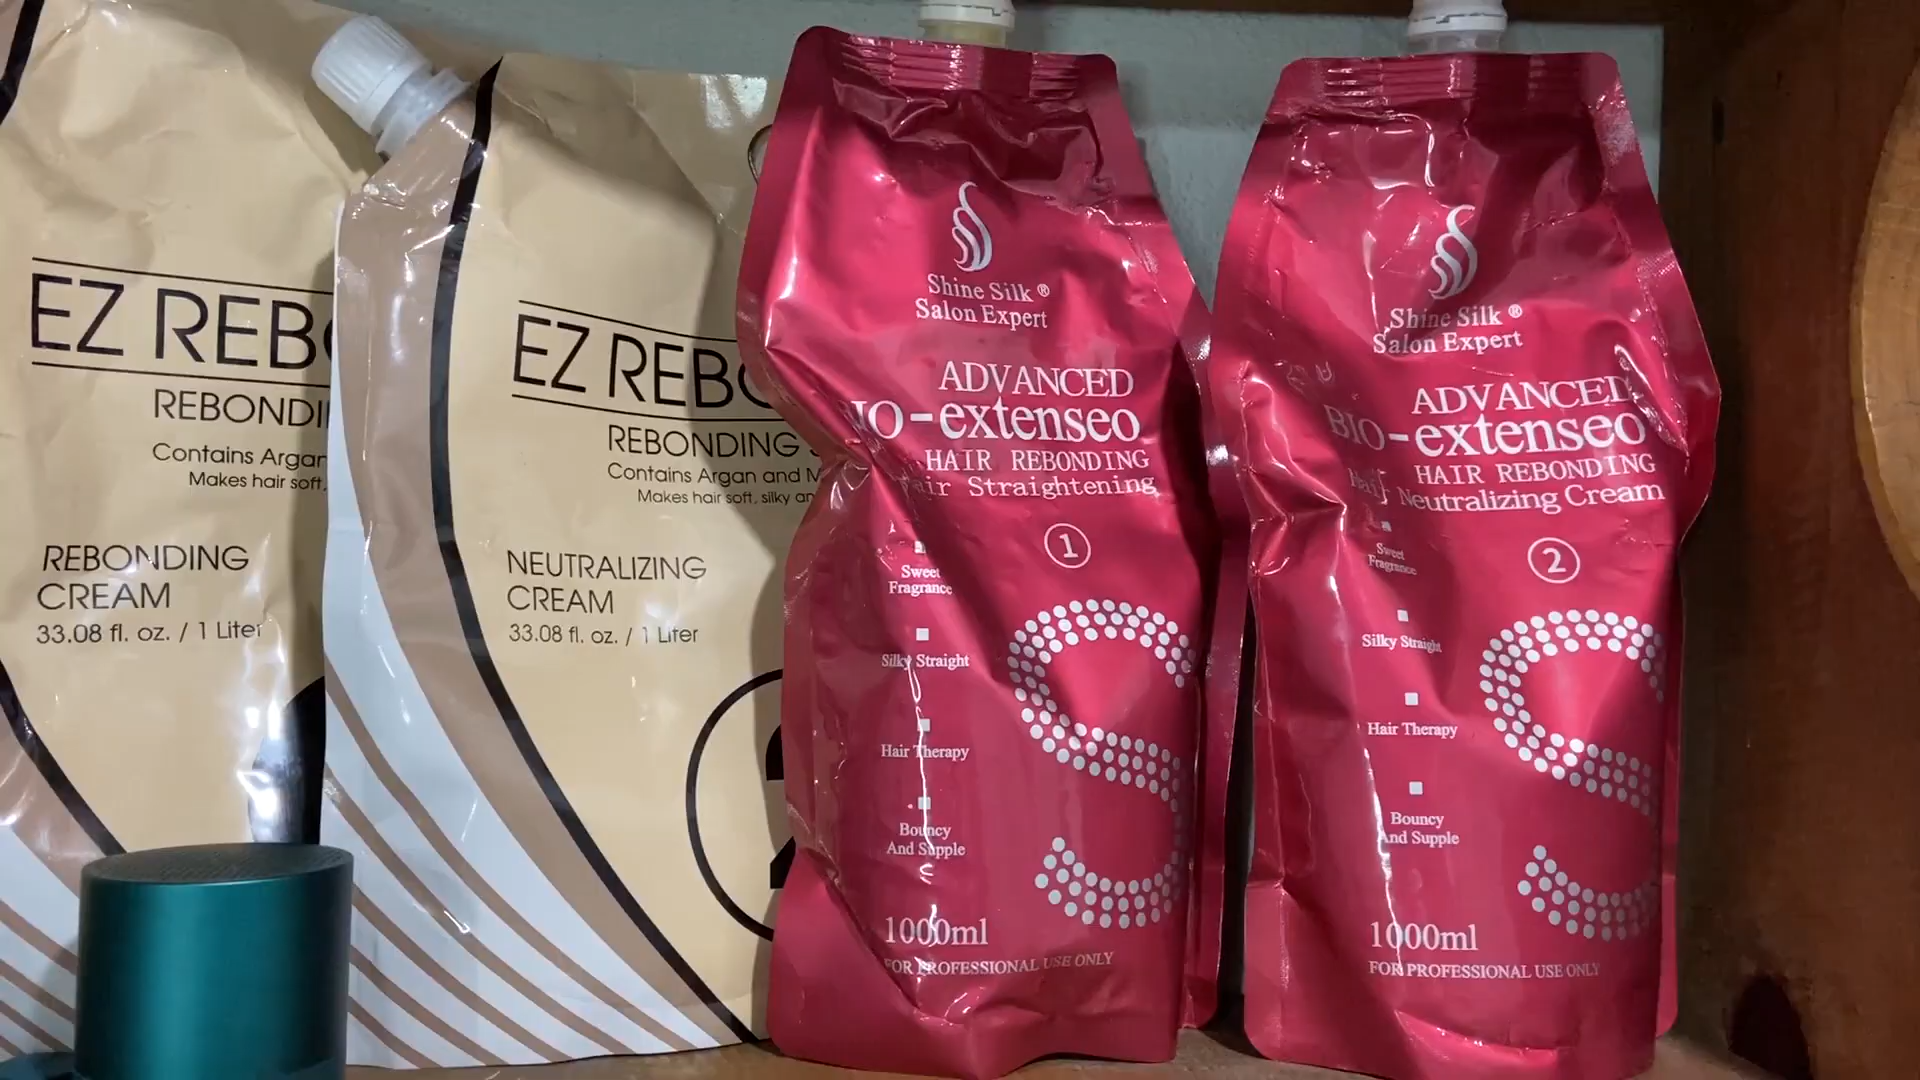 EZ REBO
REBONDI
Contains Argan
Makes hair soft,
REBONDING
CREAM
33.08 fl. oz. / 1 Liter
EZ REBO
REBONDING
Contains Argan and M
Makes hair soft, silky an
NEUTRALIZING
CREAM
33.08 fl. oz. / 1 Liter
Shine Silk ®
Salon Expert
ADVANCED
IO-extenseo
HAIR REBONDING
air Straightening
1
Sweet
Fragrance
Silky Straight
Hair Therapy
Bouncy
And Supple
1000ml
FOR PROFESSIONAL USE ONLY
Shine Silk ®
Salon Expert
ADVANCED
BIO-extenseo
HAIR REBONDING
Hair Neutralizing Cream
2
Sweet
Fragrance
Silky Straight
Hair Therapy
Bouncy
And Supple
1000ml
FOR PROFESSIONAL USE ONLY